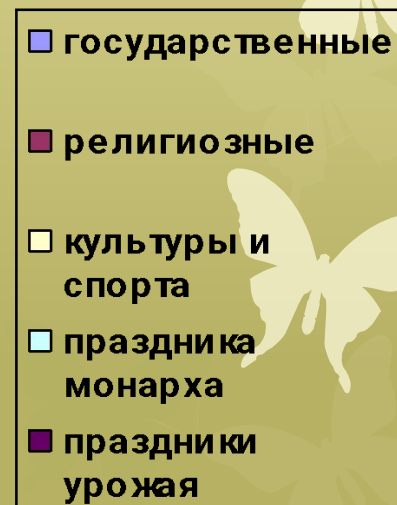 государственные
религиозные
культуры и
спорта
праздника
монарха
праздники
урожая